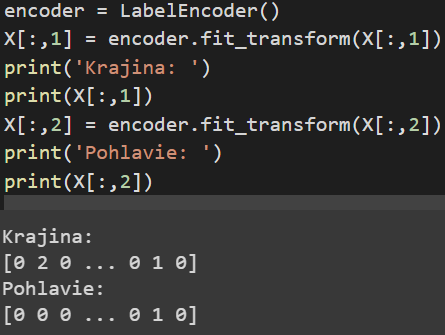 encoder = LabelEncoder()
X[:,1] = encoder.fit_transform(X[:,1])
print('Krajina: ')
print(X[:,1])
X[:,2] = encoder.fit_transform(X[:,2])
print('Pohlavie: ')
print(X[:,2])
Krajina:
[0 2 0 ... 0 1 0]
Pohlavie:
[0 0 0 ... 0 1 0]